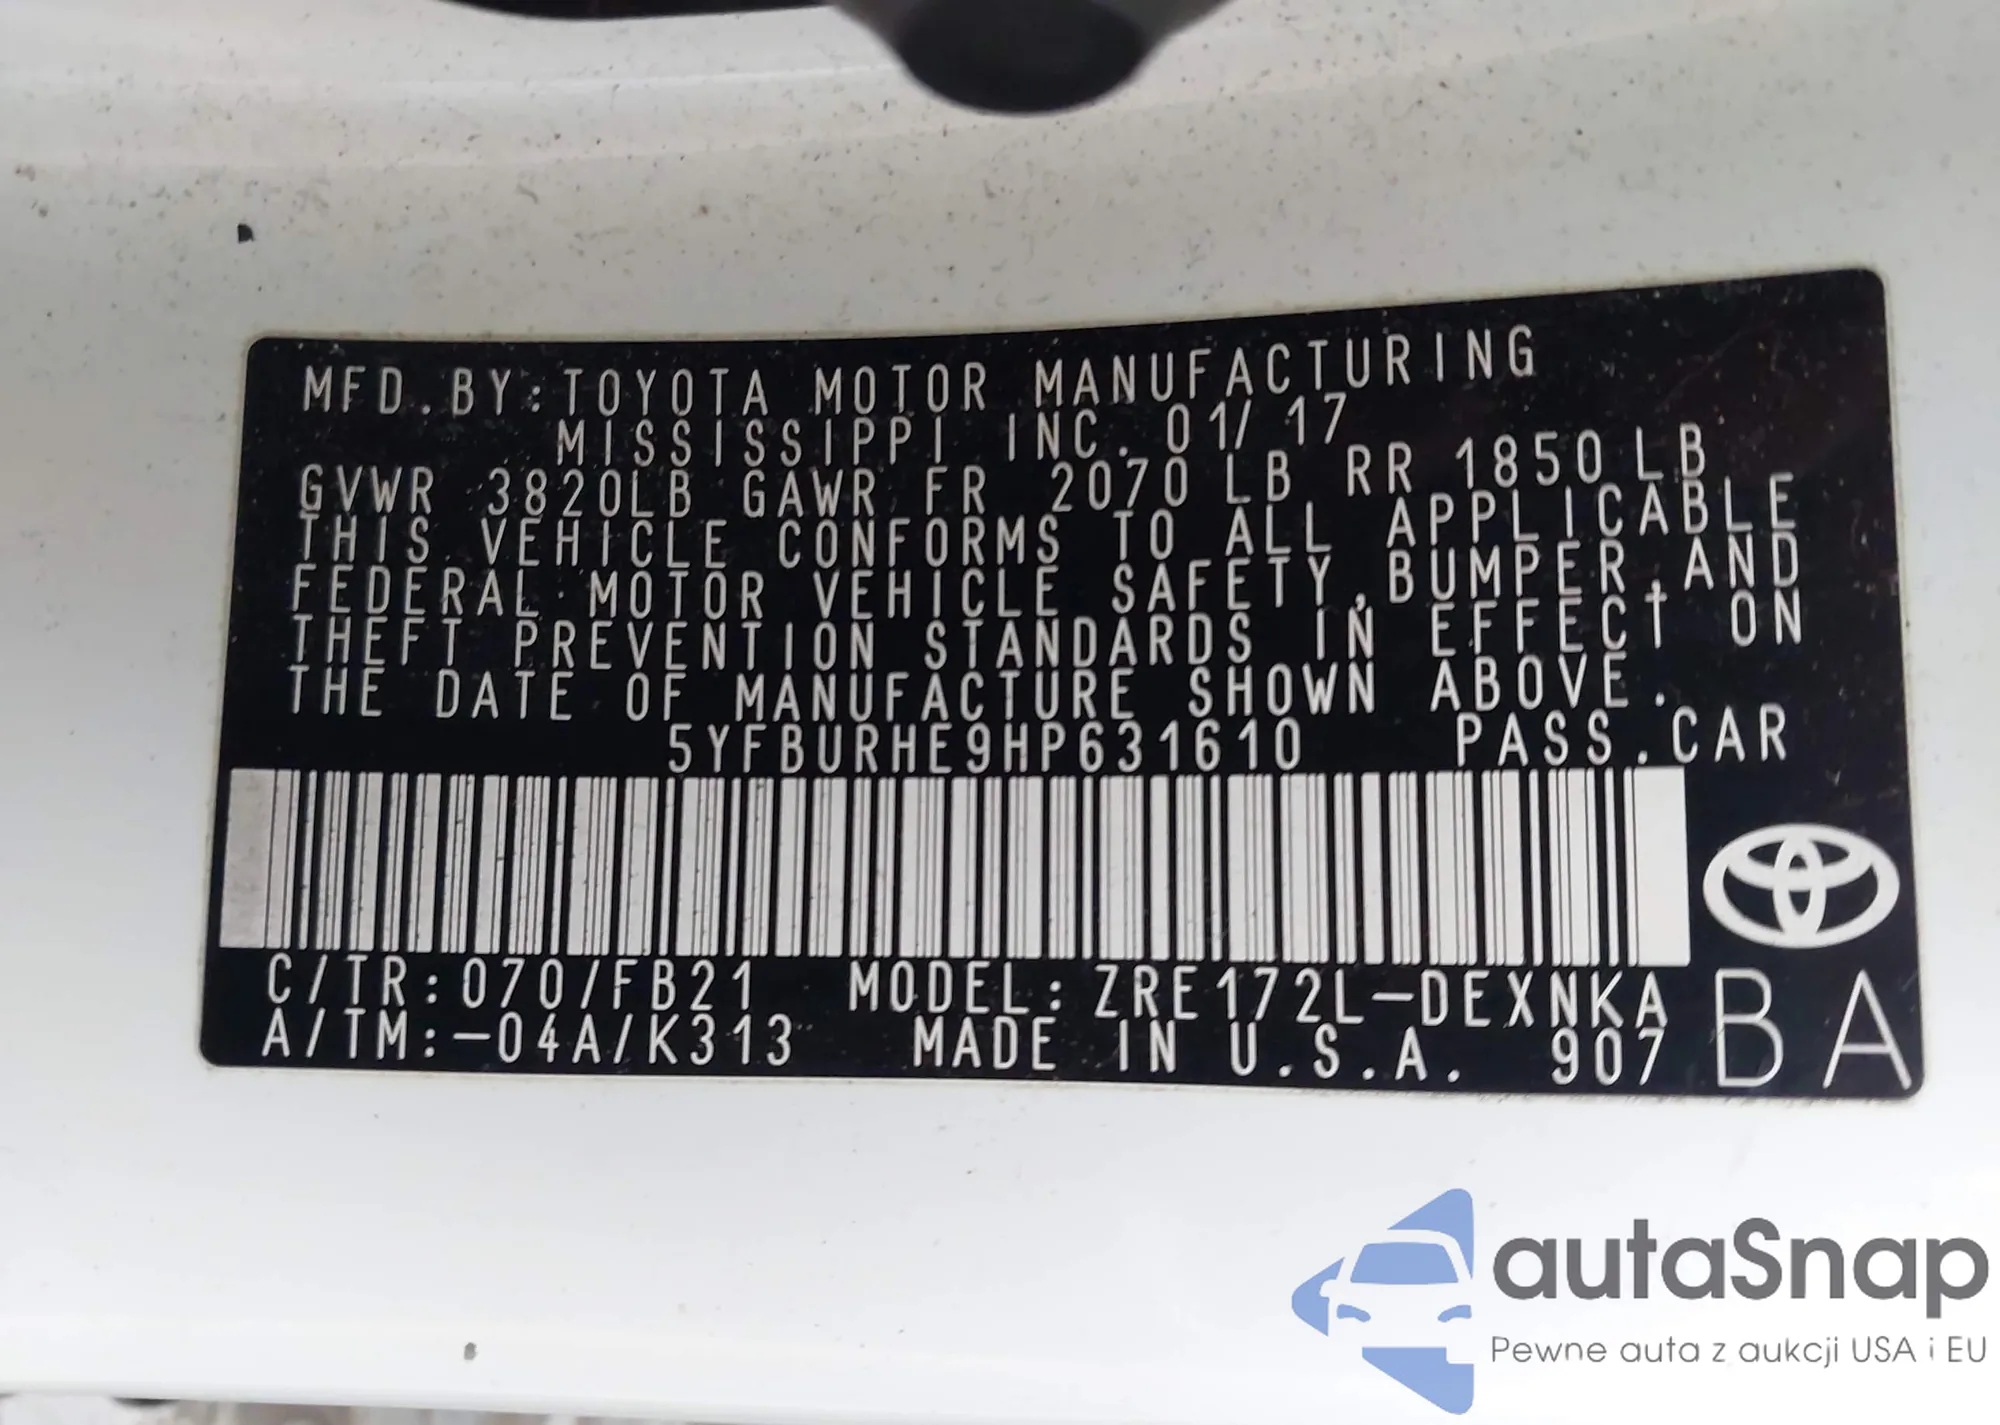 MFD.BY:TOYOTA MOTOR MANUFACTURING
MISSISSIPPI INC. 01/17
GVWR 3820LB GAWR FR 2070 LB RR 1850LB
THIS VEHICLE CONFORMS TO ALL APPLICABLE
FEDERAL MOTOR VEHICLE SAFETY,BUMPER,AND
THEFT PREVENTION STANDARDS IN EFFECT ON
THE DATE OF MANUFACTURE SHOWN ABOVE.
5YFBURHE9HP631610 PASS.CAR
C/TR:070/FB21 MODEL:ZRE172L-DEXNKA
A/TM:-04A/K313 MADE IN U.S.A. 907
BA
autaSnap
Pewne auta z aukcji USA i EU